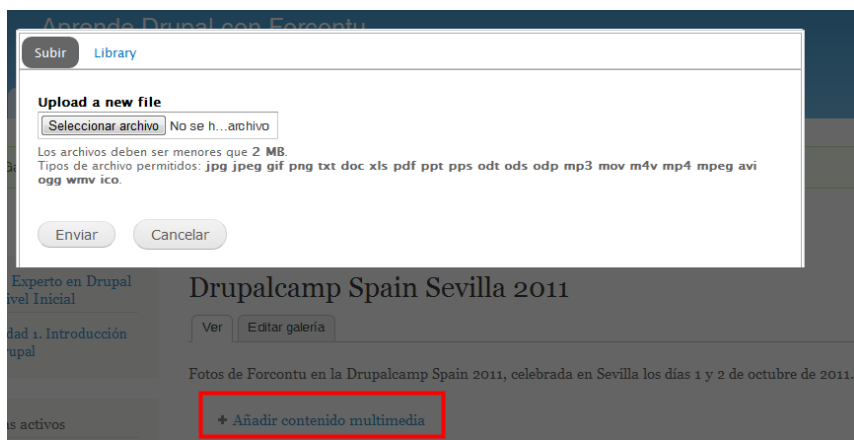 Aprende Drupal con Forcontu
Subir
Library
Upload a new file
Seleccionar archivo No se h...archivo
Los archivos deben ser menores que 2 MB.
Tipos de archivo permitidos: jpg jpeg gif png txt doc xls pdf ppt pps odt ods odp mp3 mov m4v mp4 mpeg avi
ogg wmv ico.
Enviar
Cancelar
Experto en Drupal
ivel Inicial
dad 1. Introducción
rupal
s activos
Drupalcamp Spain Sevilla 2011
Ver
Editar galería
Fotos de Forcontu en la Drupalcamp Spain 2011, celebrada en Sevilla los días 1 y 2 de octubre de 2011.
+ Añadir contenido multimedia